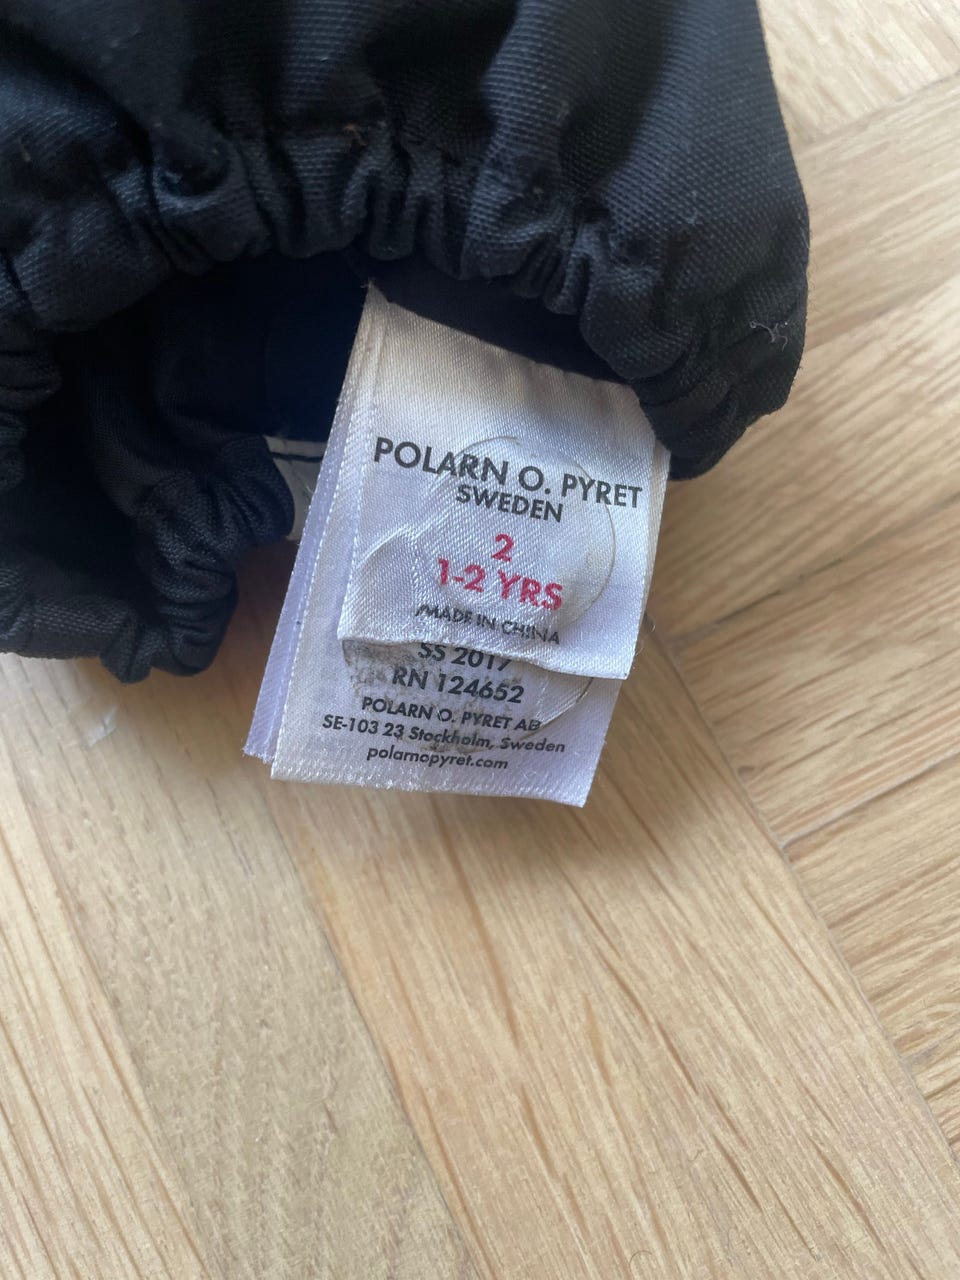 POLARN O. PYRET
SWEDEN
2
1-2 YRS
MADE IN CHINA
SS 2017
RN 124652
POLARN O. PYRET AB
SE-103 23 Stockholm, Sweden
polarnopyret.com